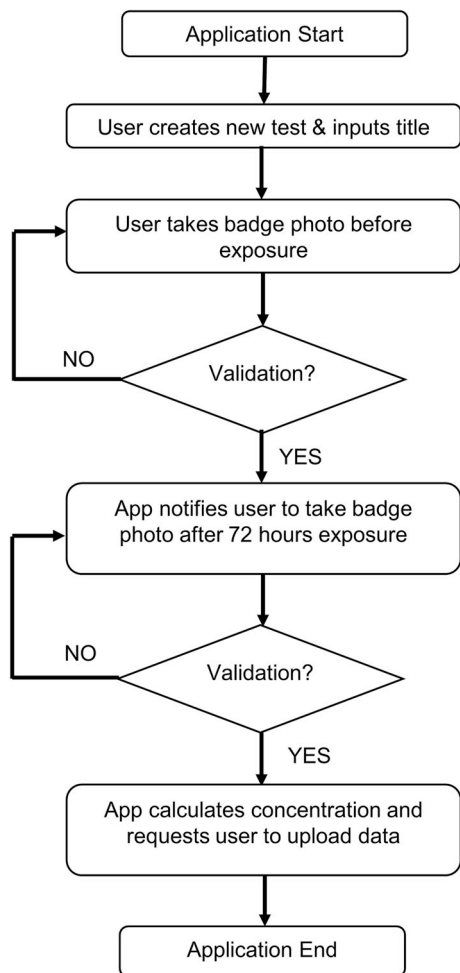 Application Start
User creates new test & inputs title
User takes badge photo before
exposure
NO
Validation?
YES
App notifies user to take badge
photo after 72 hours exposure
NO
Validation?
YES
App calculates concentration and
requests user to upload data
Application End